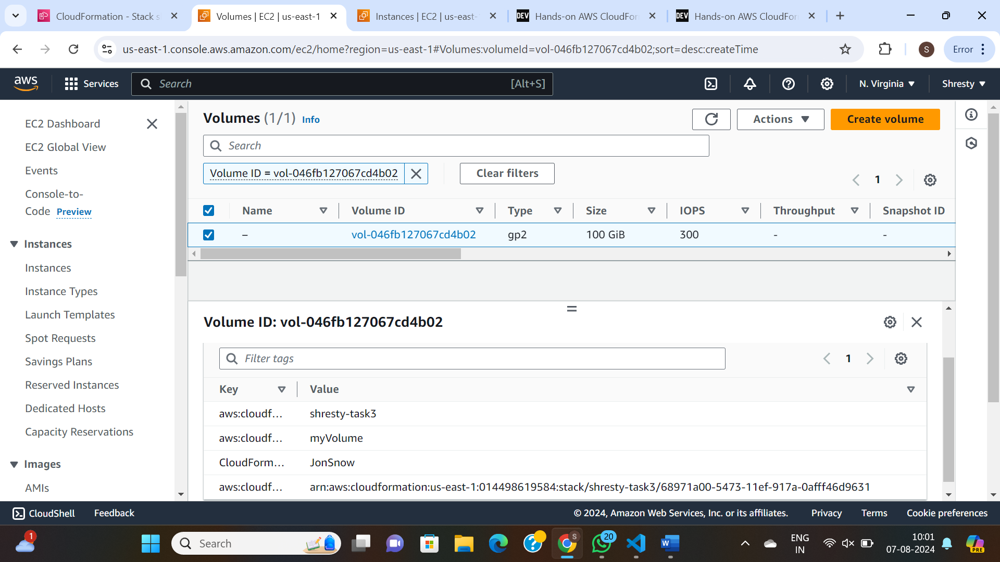 CloudFormation - Stack s
Volumes | EC2 | us-east-1
Instances | EC2 | us-east-
DEV Hands-on AWS CloudFor
DEV Hands-on AWS CloudFor
us-east-1.console.aws.amazon.com/ec2/home?region=us-east-1#Volumes:volumeId=vol-046fb127067cd4b02;sort=desc:createTime
S
Error
aws
Services
Search [Alt+S]
N. Virginia
Shresty
EC2 Dashboard
EC2 Global View
Events
Console-to-
Code Preview
Instances
Instances
Instance Types
Launch Templates
Spot Requests
Savings Plans
Reserved Instances
Dedicated Hosts
Capacity Reservations
Images
AMIs
Volumes (1/1) Info
Actions
Create volume
Search
Volume ID = vol-046fb127067cd4b02
Clear filters
1
Name Volume ID Type Size IOPS Throughput Snapshot ID
– vol-046fb127067cd4b02 gp2 100 GiB 300 - -
Volume ID: vol-046fb127067cd4b02
Filter tags
1
Key Value
aws:cloudf... shresty-task3
aws:cloudf... myVolume
CloudForm... JonSnow
aws:cloudf... arn:aws:cloudformation:us-east-1:014498619584:stack/shresty-task3/68971a00-5473-11ef-917a-0afff46d9631
CloudShell Feedback © 2024, Amazon Web Services, Inc. or its affiliates. Privacy Terms Cookie preferences
1
Search
S
20
W
ENG
IN
10:01
07-08-2024
PRE